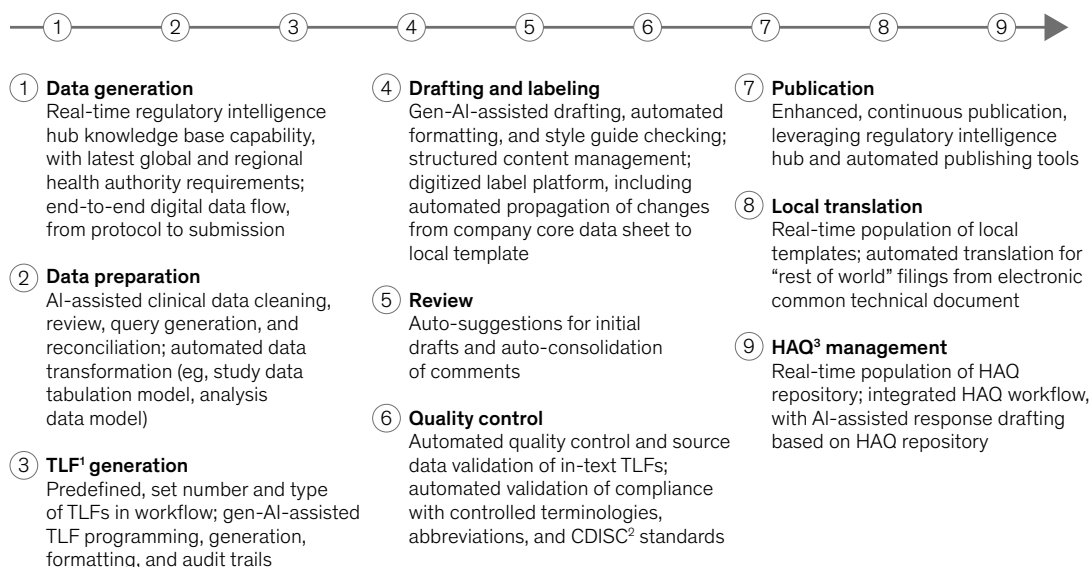 1 2 3 4 5 6 7 8 9
1 Data generation
Real-time regulatory intelligence
hub knowledge base capability,
with latest global and regional
health authority requirements;
end-to-end digital data flow,
from protocol to submission
2 Data preparation
AI-assisted clinical data cleaning,
review, query generation, and
reconciliation; automated data
transformation (eg, study data
tabulation model, analysis
data model)
3 TLF¹ generation
Predefined, set number and type
of TLFs in workflow; gen-AI-assisted
TLF programming, generation,
formatting, and audit trails
4 Drafting and labeling
Gen-AI-assisted drafting, automated
formatting, and style guide checking;
structured content management;
digitized label platform, including
automated propagation of changes
from company core data sheet to
local template
5 Review
Auto-suggestions for initial
drafts and auto-consolidation
of comments
6 Quality control
Automated quality control and source
data validation of in-text TLFs;
automated validation of compliance
with controlled terminologies,
abbreviations, and CDISC² standards
7 Publication
Enhanced, continuous publication,
leveraging regulatory intelligence
hub and automated publishing tools
8 Local translation
Real-time population of local
templates; automated translation for
“rest of world” filings from electronic
common technical document
9 HAQ³ management
Real-time population of HAQ
repository; integrated HAQ workflow,
with AI-assisted response drafting
based on HAQ repository